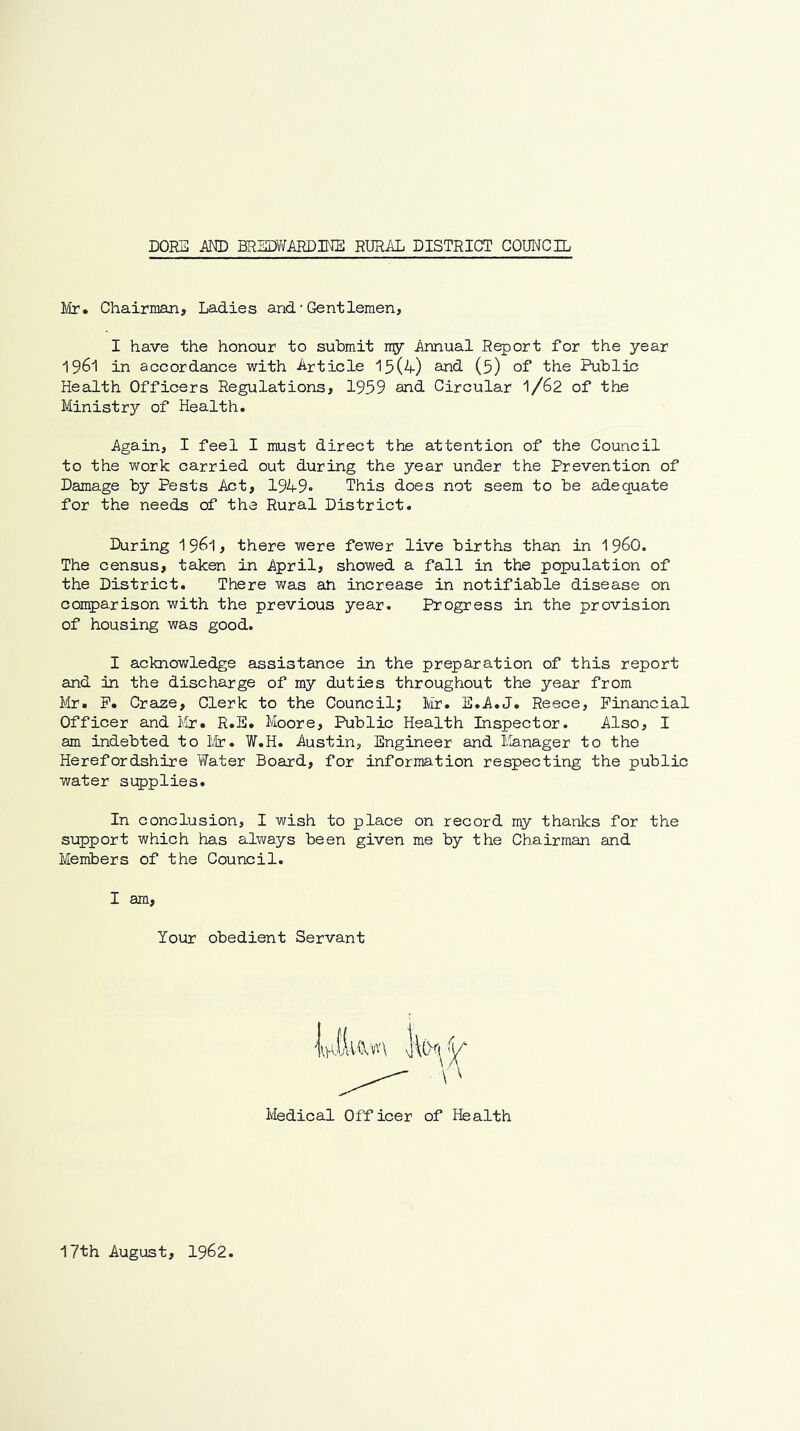 DORE AND BREDWARDINE RURAL DISTRICT COUNCIL
Mr. Chairman, Ladies and Gentlemen,
I have the honour to submit my Annual Report for the year
1961 in accordance with Article 15(4) and (5) of the Public
Health Officers Regulations, 1959 and Circular 1/62 of the
Ministry of Health.
Again, I feel I must direct the attention of the Council
to the work carried out during the year under the Prevention of
Damage by Pests Act, 1949. This does not seem to be adequate
for the needs of the Rural District.
During 1961, there were fewer live births than in 1960.
The census, taken in April, showed a fall in the population of
the District. There was an increase in notifiable disease on
comparison with the previous year. Progress in the provision
of housing was good.
I acknowledge assistance in the preparation of this report
and in the discharge of my duties throughout the year from
Mr. F. Craze, Clerk to the Council; Mr. E.A.J. Reece, Financial
Officer and Mr. R.E. Moore, Public Health Inspector. Also, I
am indebted to Mr. W.H. Austin, Engineer and Manager to the
Herefordshire Water Board, for information respecting the public
water supplies.
In conclusion, I wish to place on record my thanks for the
support which has always been given me by the Chairman and
Members of the Council.
I am,
Your obedient Servant
William
Medical Officer of Health
17th August, 1962.